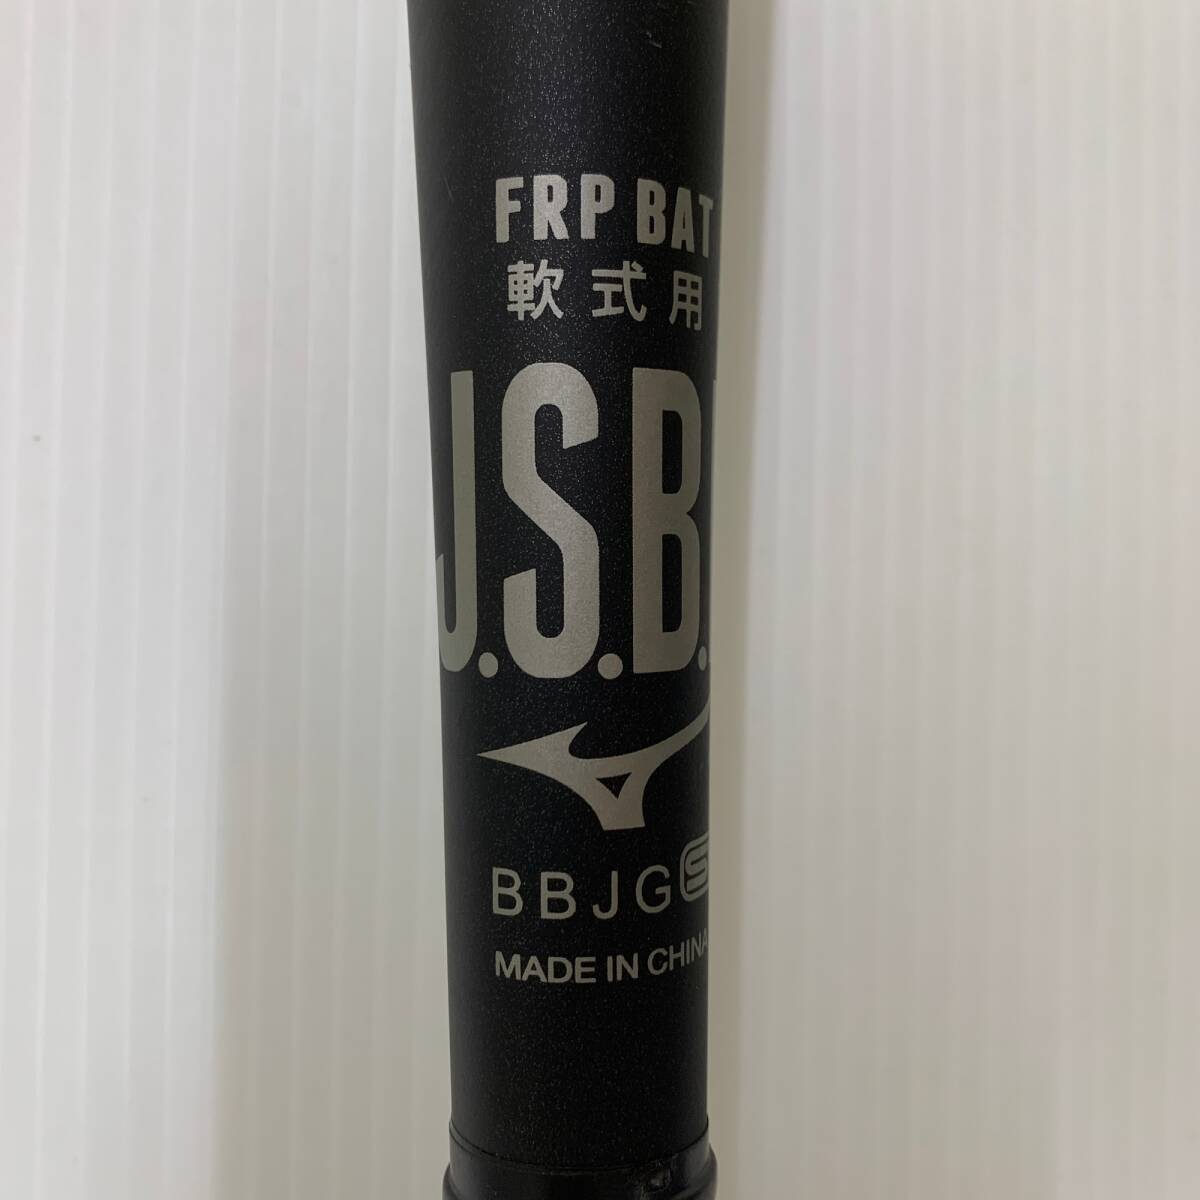 FRP BAT
軟式用
J.S.B.
BBJG S
MADE IN CHINA